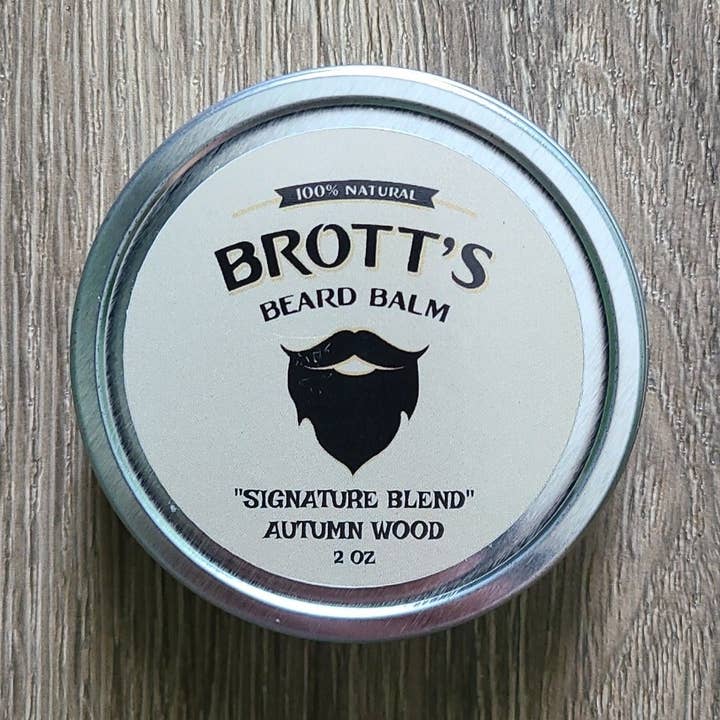 100% NATURAL
BROTT'S
BEARD BALM
"SIGNATURE BLEND"
AUTUMN WOOD
2 OZ